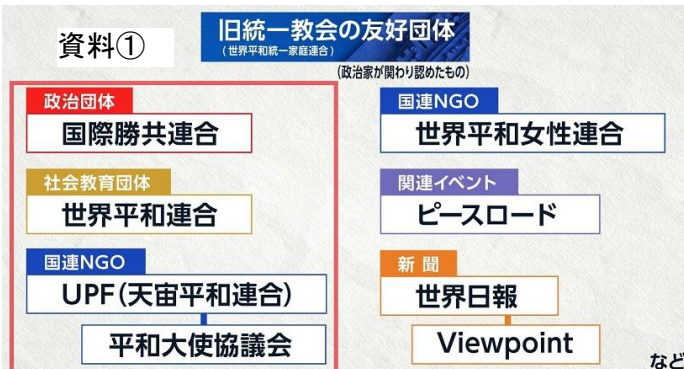 資料①
旧統一教会の友好団体
(世界平和統一家庭連合)
(政治家が関わり認めたもの)
政治団体
国際勝共連合
社会教育団体
世界平和連合
国連NGO
UPF(天宙平和連合)
平和大使協議会
国連NGO
世界平和女性連合
関連イベント
ピースロード
新聞
世界日報
Viewpoint
など